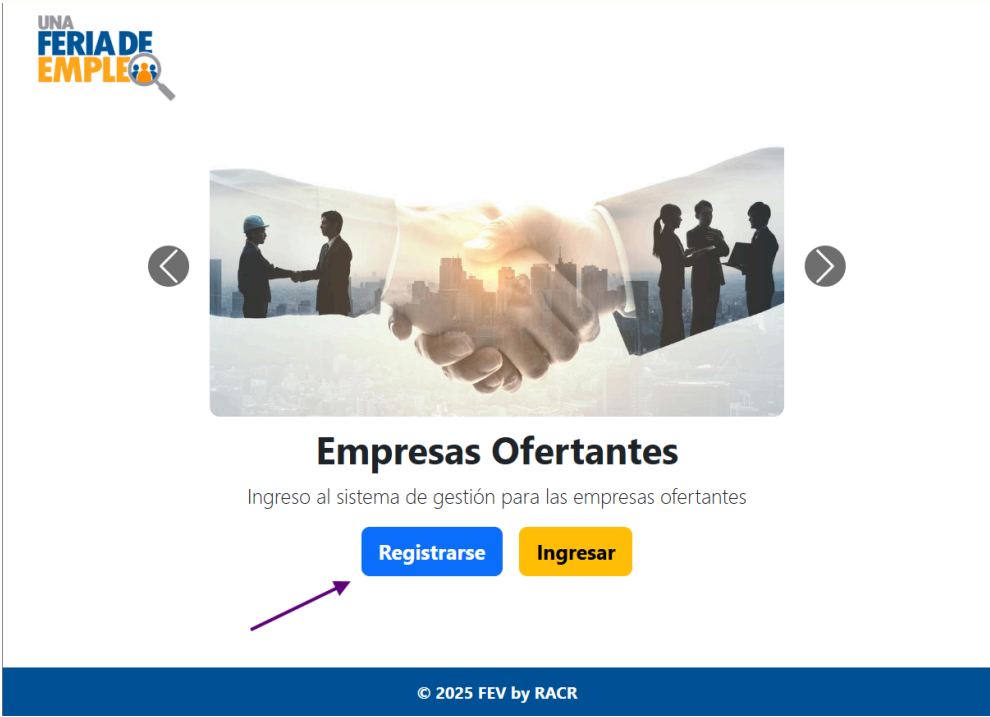 UNA
FERIA DE
EMPLEO
Empresas Ofertantes
Ingreso al sistema de gestión para las empresas ofertantes
Registrarse
Ingresar
© 2025 FEV by RACR